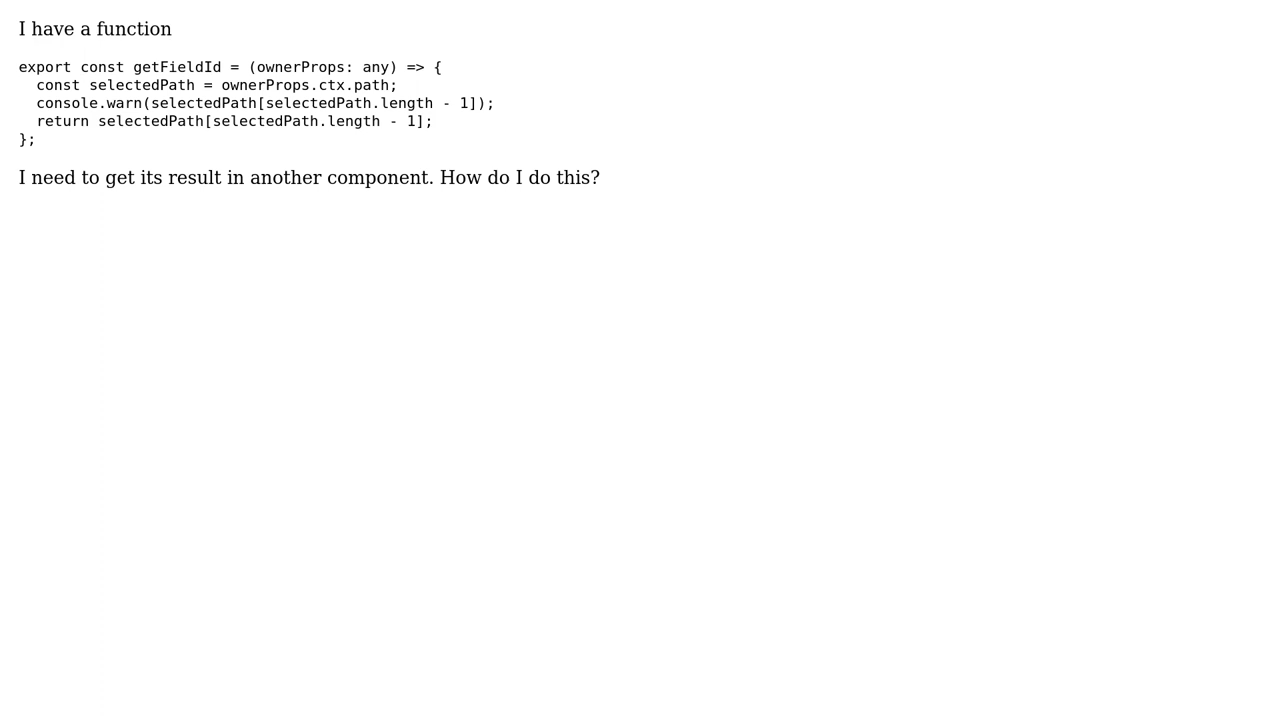 I have a function
export const getFieldId = (ownerProps: any) => {
  const selectedPath = ownerProps.ctx.path;
  console.warn(selectedPath[selectedPath.length - 1]);
  return selectedPath[selectedPath.length - 1];
};
I need to get its result in another component. How do I do this?